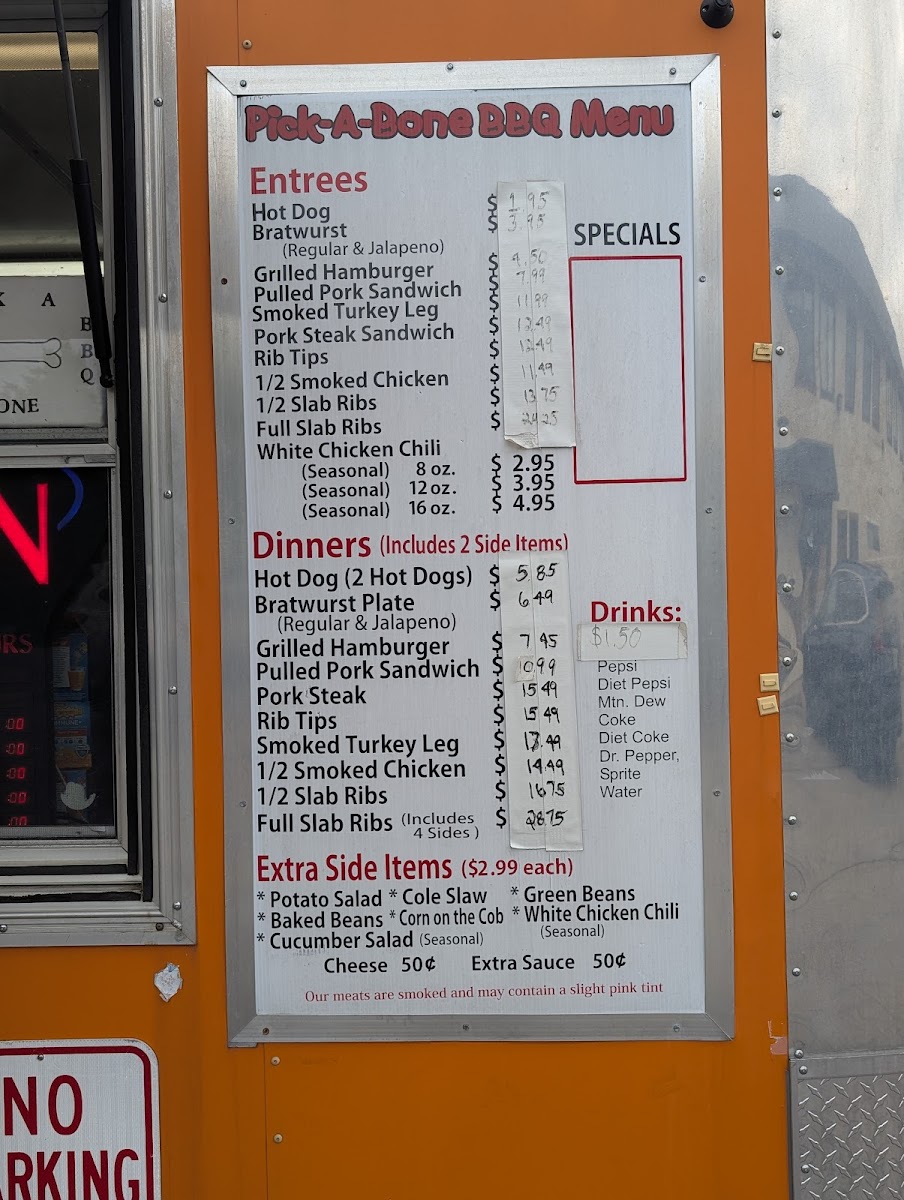 Pick-A-Bone BBQ Menu
Entrees
Hot Dog $ 1.95
Bratwurst $ 3.95
(Regular & Jalapeno)
Grilled Hamburger $ 4.50
Pulled Pork Sandwich $ 7.99
Smoked Turkey Leg $ 11.99
Pork Steak Sandwich $ 12.49
Rib Tips $ 12.49
1/2 Smoked Chicken $ 11.49
1/2 Slab Ribs $ 13.75
Full Slab Ribs $ 24.25
White Chicken Chili
(Seasonal) 8 oz. $ 2.95
(Seasonal) 12 oz. $ 3.95
(Seasonal) 16 oz. $ 4.95
SPECIALS
Dinners (Includes 2 Side Items)
Hot Dog (2 Hot Dogs) $ 5.85
Bratwurst Plate $ 6.49
(Regular & Jalapeno)
Grilled Hamburger $ 7.45
Pulled Pork Sandwich $ 10.99
Pork Steak $ 15.49
Rib Tips $ 15.49
Smoked Turkey Leg $
1/2 Smoked Chicken $ 14.49
1/2 Slab Ribs $ 16.75
Full Slab Ribs (Includes $ 28.75
4 Sides )
Drinks:
$1.50
Pepsi
Diet Pepsi
Mtn. Dew
Coke
Diet Coke
Dr. Pepper,
Sprite
Water
Extra Side Items ($2.99 each)
* Potato Salad * Cole Slaw * Green Beans
* Baked Beans * Corn on the Cob * White Chicken Chili
(Seasonal)
* Cucumber Salad (Seasonal)
Cheese 50¢ Extra Sauce 50¢
Our meats are smoked and may contain a slight pink tint
K A
B
B
Q
ONE
N
URS
:00
:00
:00
:00
:00
NO
ARKING